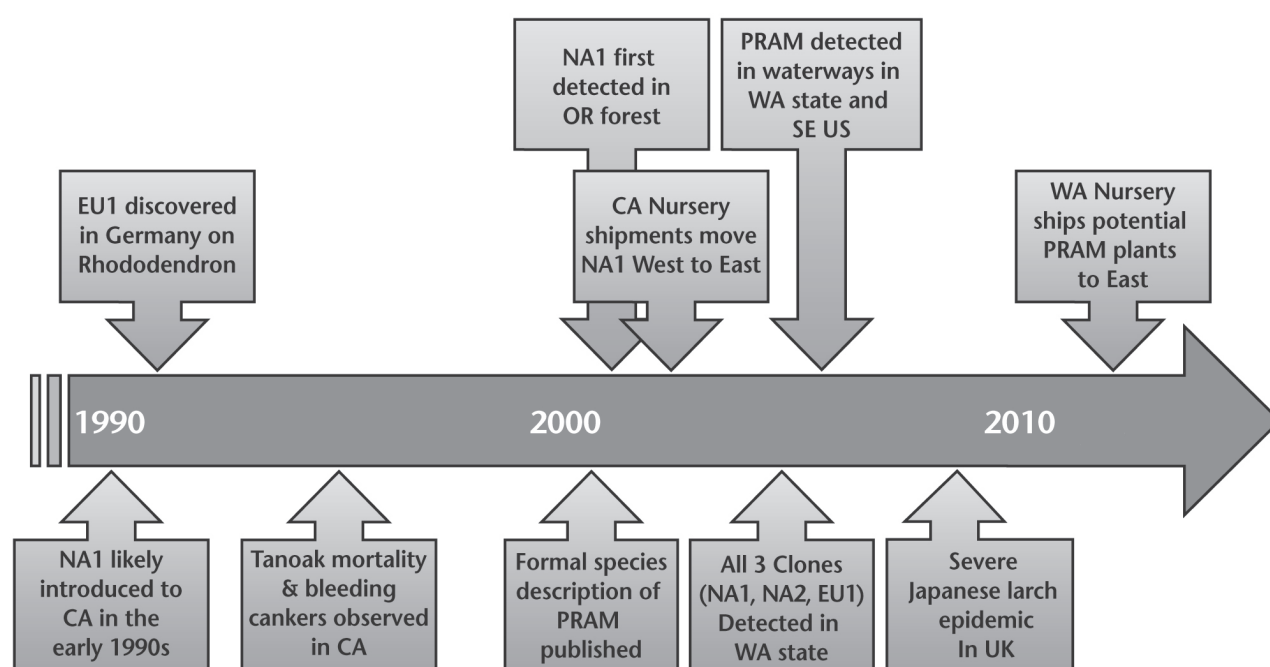 NA1 first
detected in
OR forest
PRAM detected
in waterways in
WA state and
SE US
EU1 discovered
in Germany on
Rhododendron
CA Nursery
shipments move
NA1 West to East
WA Nursery
ships potential
PRAM plants
to East
1990
2000
2010
NA1 likely
introduced to
CA in the
early 1990s
Tanoak mortality
& bleeding
cankers observed
in CA
Formal species
description of
PRAM
published
All 3 Clones
(NA1, NA2, EU1)
Detected in
WA state
Severe
Japanese larch
epidemic
In UK